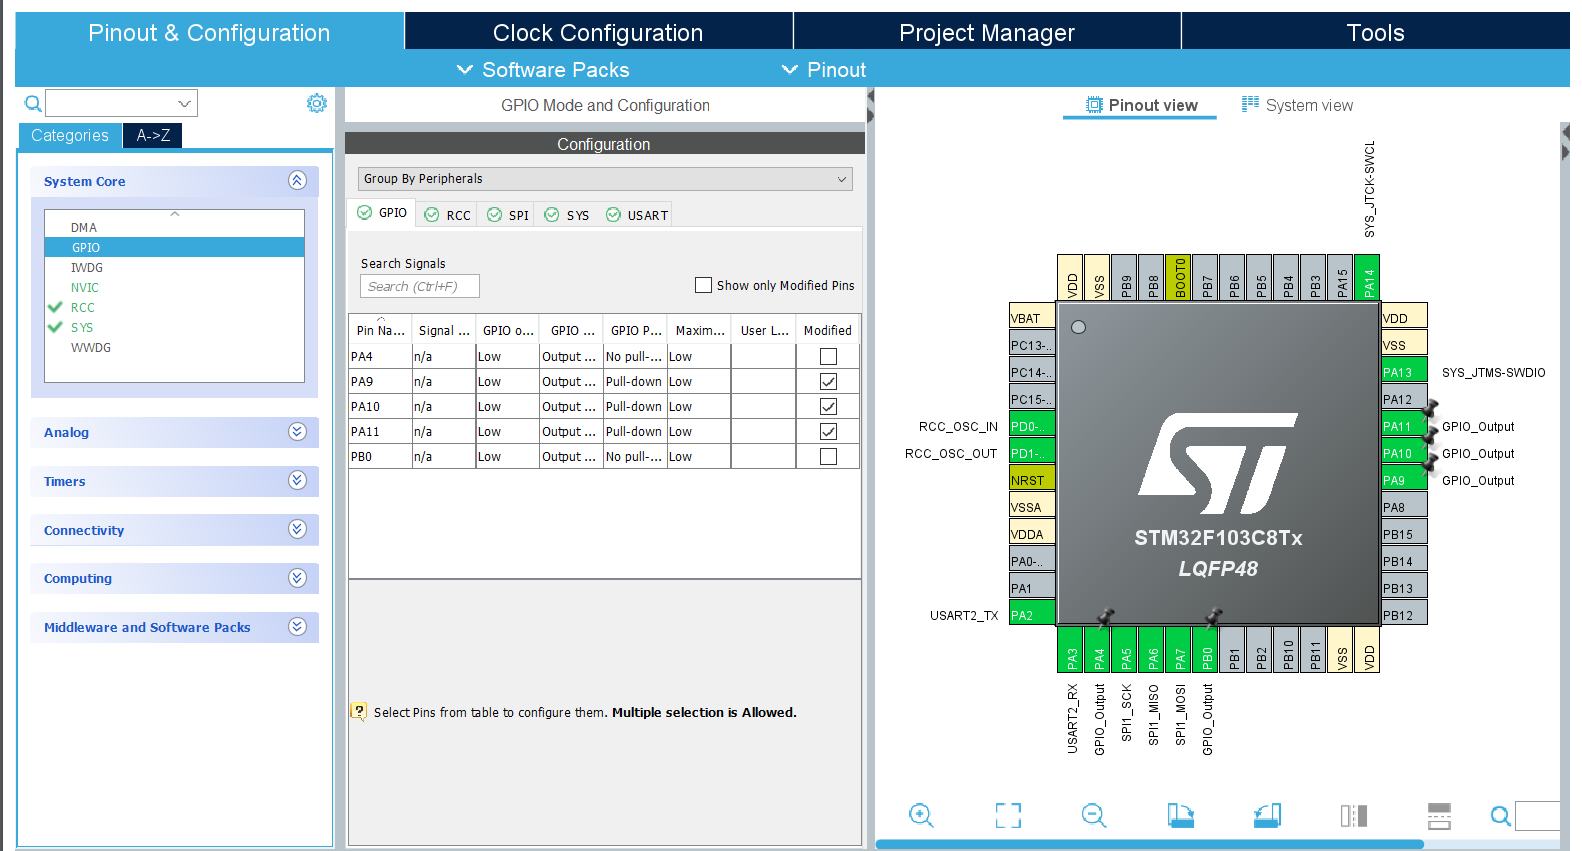 Pinout & Configuration
Clock Configuration
Project Manager
Tools
Software Packs
Pinout
Categories
A->Z
System Core
DMA
GPIO
IWDG
NVIC
RCC
SYS
WWDG
Analog
Timers
Connectivity
Computing
Middleware and Software Packs
GPIO Mode and Configuration
Configuration
Group By Peripherals
GPIO RCC SPI SYS USART
Search Signals
Search (Ctrl+F)
Show only Modified Pins
Pin Na... Signal ... GPIO o... GPIO ... GPIO P... Maxim... User L... Modified
PA4 n/a Low Output ... No pull-... Low
PA9 n/a Low Output ... Pull-down Low
PA10 n/a Low Output ... Pull-down Low
PA11 n/a Low Output ... Pull-down Low
PB0 n/a Low Output ... No pull-... Low
Select Pins from table to configure them. Multiple selection is Allowed.
Pinout view
System view
SYS_JTCK-SWCL
VDD VSS PB9 PB8 BOOT0 PB7 PB6 PB5 PB4 PB3 PA15 PA14
VBAT
PC13-..
PC14-..
PC15-..
RCC_OSC_IN PD0-..
RCC_OSC_OUT PD1-..
NRST
VSSA
VDDA
PA0-..
PA1
USART2_TX PA2
STM32F103C8Tx
LQFP48
VDD
VSS
PA13 SYS_JTMS-SWDIO
PA12
PA11 GPIO_Output
PA10 GPIO_Output
PA9 GPIO_Output
PA8
PB15
PB14
PB13
PB12
PA3 PA4 PA5 PA6 PA7 PB0 PB1 PB2 PB10 PB11 VSS VDD
USART2_RX
GPIO_Output
SPI1_SCK
SPI1_MISO
SPI1_MOSI
GPIO_Output